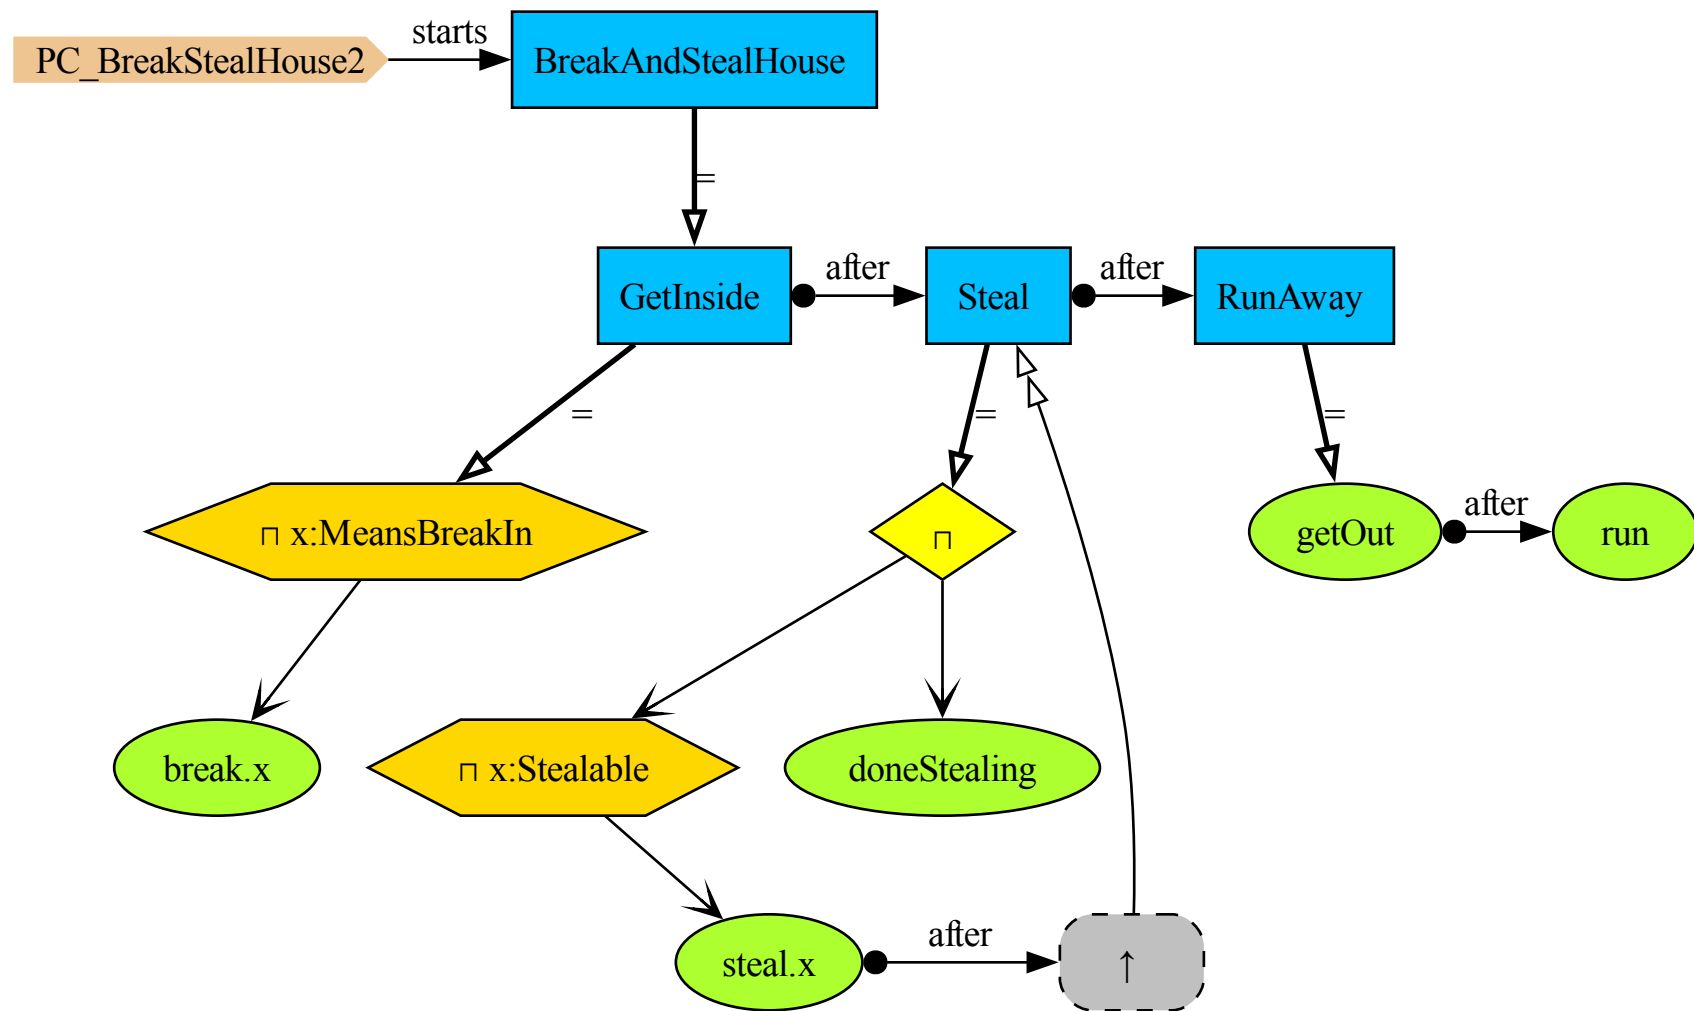 PC_BreakStealHouse2
starts
BreakAndStealHouse
=
GetInside
after
Steal
after
RunAway
=
=
=
⊓ x:MeansBreakIn
⊓
getOut
after
run
break.x
⊓ x:Stealable
doneStealing
steal.x
after
↑